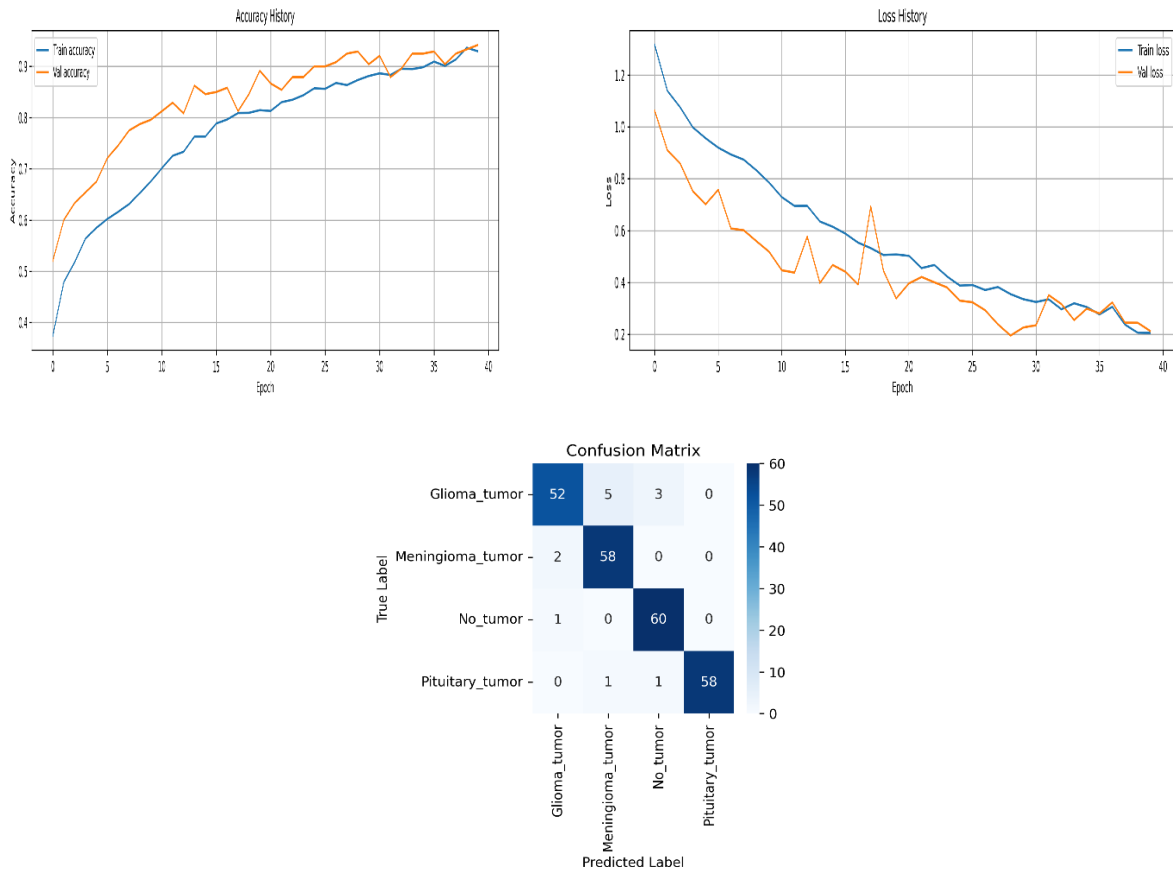 Accuracy History
Train accuracy
Val accuracy
0.9
0.8
0.7
0.6
0.5
0.4
Accuracy
0 5 10 15 20 25 30 35 40
Epoch
Loss History
Train loss
Val loss
1.2
1.0
0.8
0.6
0.4
0.2
Loss
0 5 10 15 20 25 30 35 40
Epoch
Confusion Matrix
True Label
Glioma_tumor 52 5 3 0
Meningioma_tumor 2 58 0 0
No_tumor 1 0 60 0
Pituitary_tumor 0 1 1 58
Glioma_tumor
Meningioma_tumor
No_tumor
Pituitary_tumor
Predicted Label
60
50
40
30
20
10
0